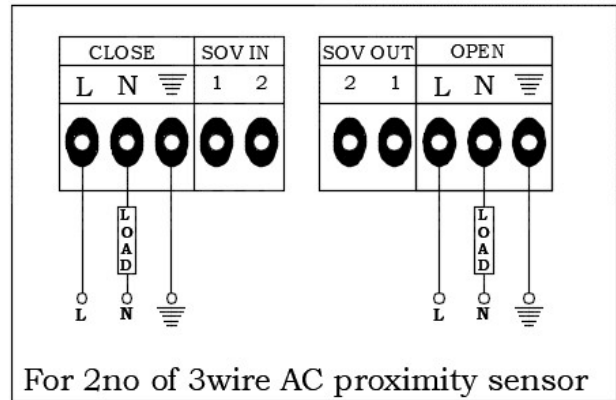 CLOSE SOV IN SOV OUT OPEN
L N 1 2 2 1 L N
LOAD LOAD
L N L N
For 2no of 3wire AC proximity sensor